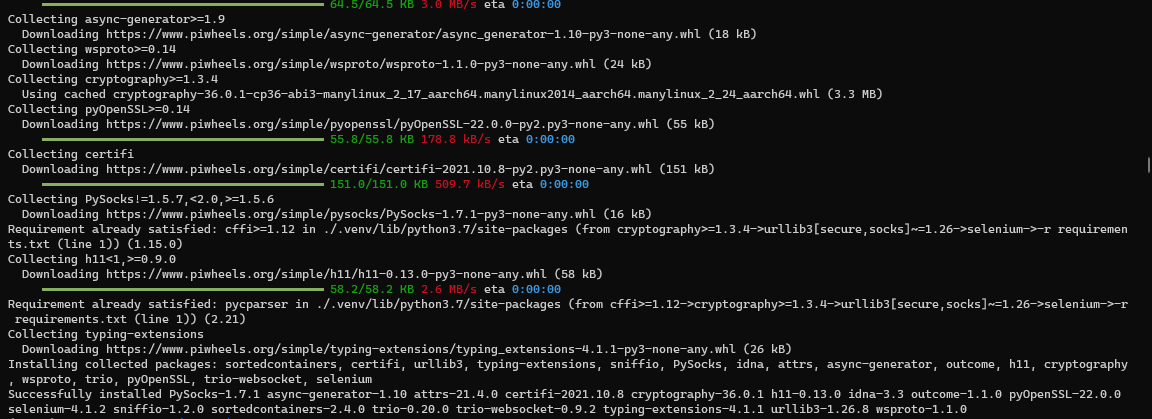 64.5/64.5 KB 3.0 MB/s eta 0:00:00
Collecting async-generator>=1.9
Downloading https://www.piwheels.org/simple/async-generator/async_generator-1.10-py3-none-any.whl (18 kB)
Collecting wsproto>=0.14
Downloading https://www.piwheels.org/simple/wsproto/wsproto-1.1.0-py3-none-any.whl (24 kB)
Collecting cryptography>=1.3.4
Using cached cryptography-36.0.1-cp36-abi3-manylinux_2_17_aarch64.manylinux2014_aarch64.manylinux_2_24_aarch64.whl (3.3 MB)
Collecting pyOpenSSL>=0.14
Downloading https://www.piwheels.org/simple/pyopenssl/pyOpenSSL-22.0.0-py2.py3-none-any.whl (55 kB)
55.8/55.8 KB 178.8 kB/s eta 0:00:00
Collecting certifi
Downloading https://www.piwheels.org/simple/certifi/certifi-2021.10.8-py2.py3-none-any.whl (151 kB)
151.0/151.0 KB 509.7 kB/s eta 0:00:00
Collecting PySocks!=1.5.7,<2.0,>=1.5.6
Downloading https://www.piwheels.org/simple/pysocks/PySocks-1.7.1-py3-none-any.whl (16 kB)
Requirement already satisfied: cffi>=1.12 in ./.venv/lib/python3.7/site-packages (from cryptography>=1.3.4->urllib3[secure,socks]~=1.26->selenium->-r requiremen
ts.txt (line 1)) (1.15.0)
Collecting h11<1,>=0.9.0
Downloading https://www.piwheels.org/simple/h11/h11-0.13.0-py3-none-any.whl (58 kB)
58.2/58.2 KB 2.6 MB/s eta 0:00:00
Requirement already satisfied: pycparser in ./.venv/lib/python3.7/site-packages (from cffi>=1.12->cryptography>=1.3.4->urllib3[secure,socks]~=1.26->selenium->-r
requirements.txt (line 1)) (2.21)
Collecting typing-extensions
Downloading https://www.piwheels.org/simple/typing-extensions/typing_extensions-4.1.1-py3-none-any.whl (26 kB)
Installing collected packages: sortedcontainers, certifi, urllib3, typing-extensions, sniffio, PySocks, idna, attrs, async-generator, outcome, h11, cryptography
, wsproto, trio, pyOpenSSL, trio-websocket, selenium
Successfully installed PySocks-1.7.1 async-generator-1.10 attrs-21.4.0 certifi-2021.10.8 cryptography-36.0.1 h11-0.13.0 idna-3.3 outcome-1.1.0 pyOpenSSL-22.0.0
selenium-4.1.2 sniffio-1.2.0 sortedcontainers-2.4.0 trio-0.20.0 trio-websocket-0.9.2 typing-extensions-4.1.1 urllib3-1.26.8 wsproto-1.1.0